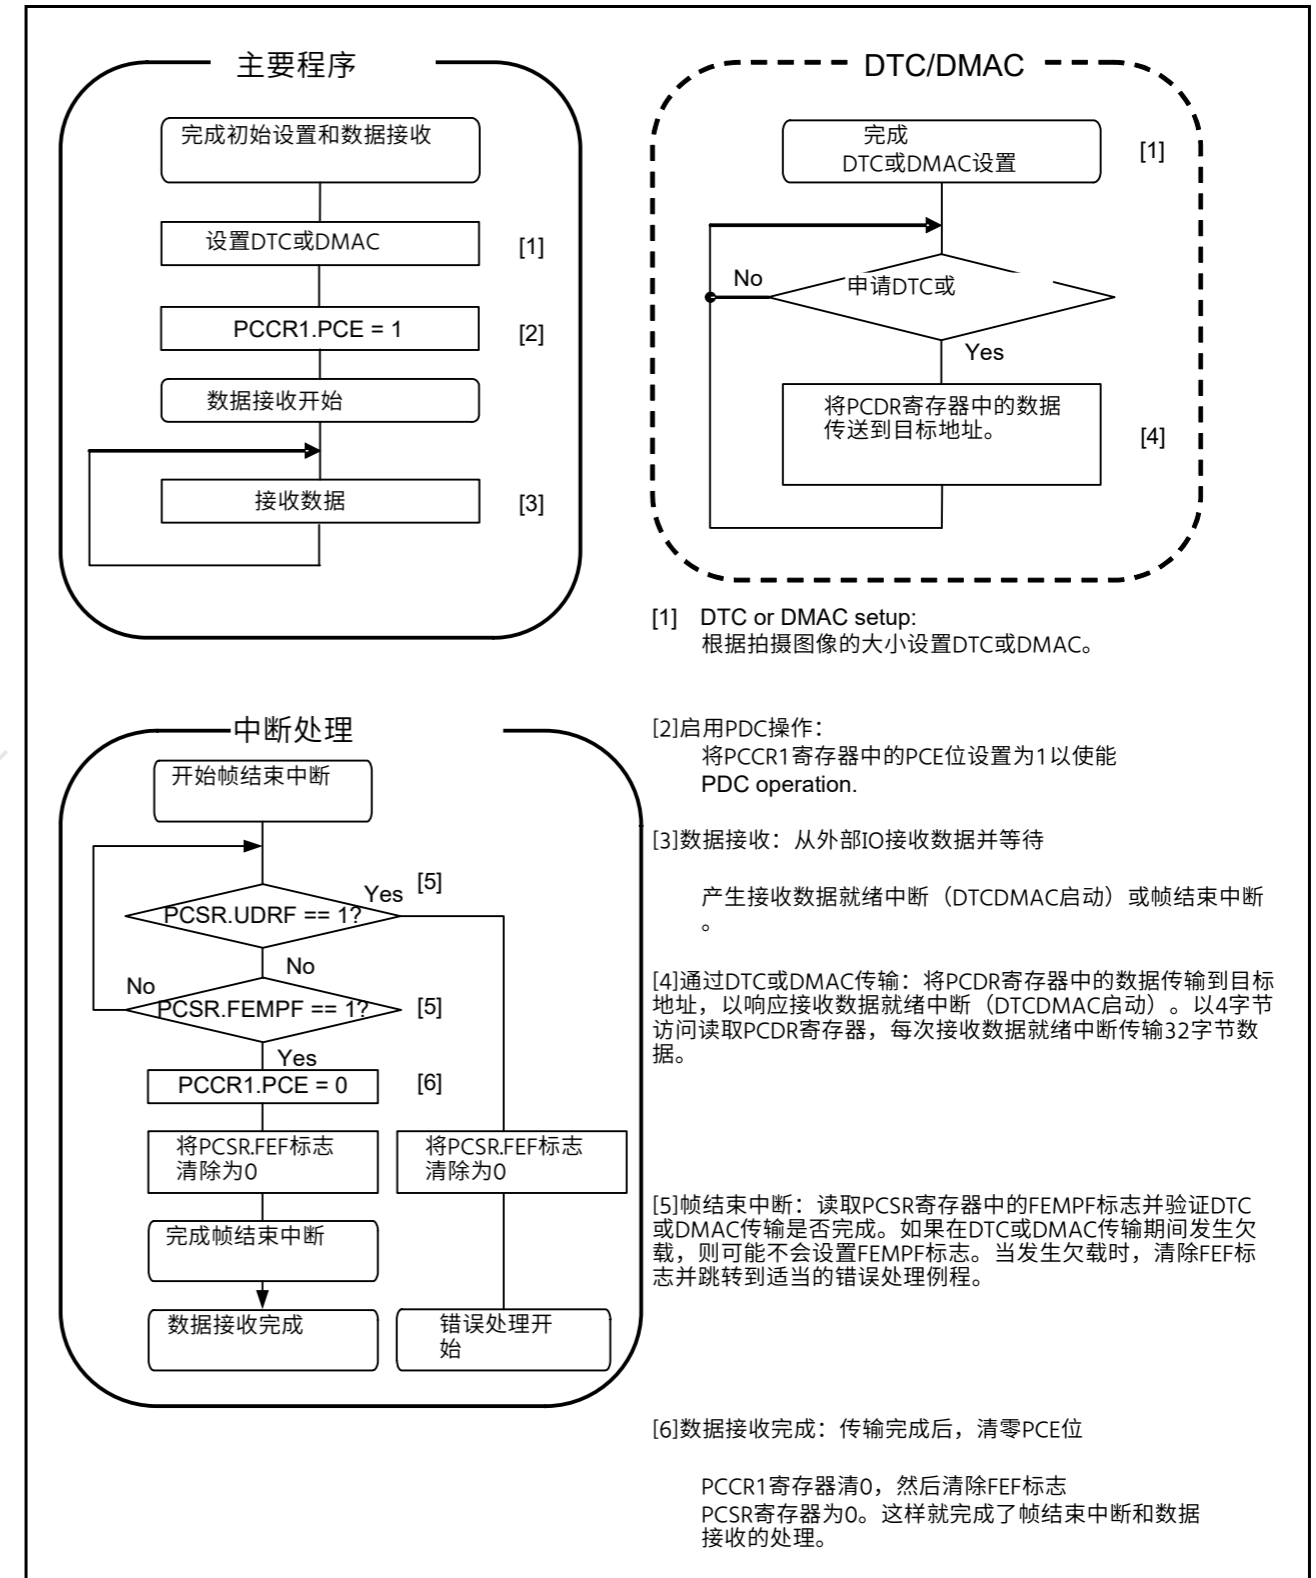 主要程序
完成初始设置和数据接收
设置DTC或DMAC
[1]
PCCR1.PCE = 1
[2]
数据接收开始
接收数据
[3]
DTC/DMAC
完成
DTC或DMAC设置
[1]
申请DTC或
No
Yes
将PCDR寄存器中的数据
传送到目标地址。
[4]
中断处理
开始帧结束中断
PCSR.UDRF == 1?
Yes
[5]
No
No
PCSR.FEMPF == 1?
[5]
Yes
PCCR1.PCE = 0
[6]
将PCSR.FEF标志
清除为0
将PCSR.FEF标志
清除为0
完成帧结束中断
数据接收完成
错误处理开
始
[1] DTC or DMAC setup:
根据拍摄图像的大小设置DTC或DMAC。
[2]启用PDC操作：
将PCCR1寄存器中的PCE位设置为1以使能
PDC operation.
[3]数据接收：从外部IO接收数据并等待
产生接收数据就绪中断（DTCDMAC启动）或帧结束中断
。
[4]通过DTC或DMAC传输：将PCDR寄存器中的数据传输到目标
地址，以响应接收数据就绪中断（DTCDMAC启动）。以4字节
访问读取PCDR寄存器，每次接收数据就绪中断传输32字节数
据。
[5]帧结束中断：读取PCSR寄存器中的FEMPF标志并验证DTC
或DMAC传输是否完成。如果在DTC或DMAC传输期间发生欠
载，则可能不会设置FEMPF标志。当发生欠载时，清除FEF标
志并跳转到适当的错误处理例程。
[6]数据接收完成：传输完成后，清零PCE位
PCCR1寄存器清0，然后清除FEF标志
PCSR寄存器为0。这样就完成了帧结束中断和数据
接收的处理。